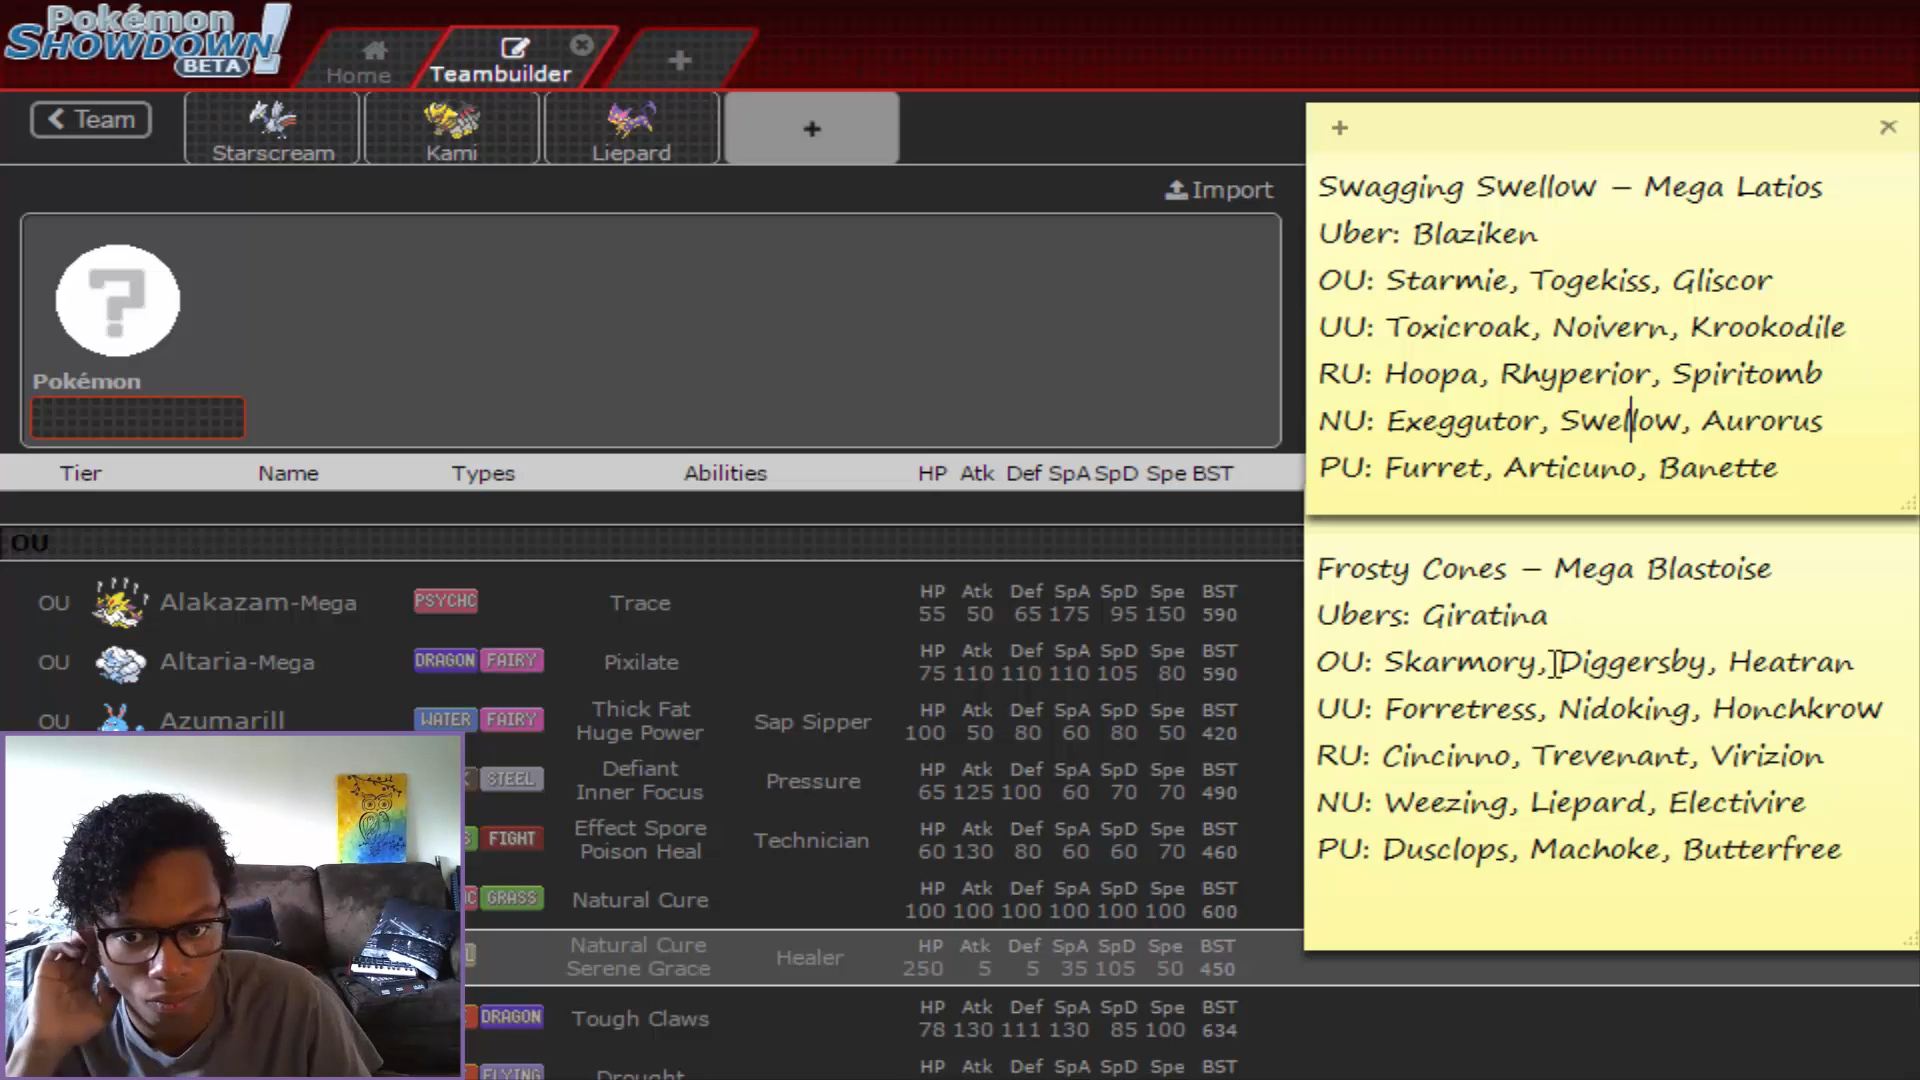 Pokémon
SHOWDOWN!
BETA
Home
Teambuilder
Team
Starscream
Kami
Liepard
Import
Pokémon
Tier Name Types Abilities HP Atk Def SpA SpD Spe BST
OU
OU Alakazam-Mega PSYCHC Trace HP Atk Def SpA SpD Spe BST
55 50 65 175 95 150 590
OU Altaria-Mega DRAGON FAIRY Pixilate HP Atk Def SpA SpD Spe BST
75 110 110 110 105 80 590
OU Azumarill WATER FAIRY Thick Fat Huge Power Sap Sipper HP Atk Def SpA SpD Spe BST
100 50 80 60 80 50 420
STEEL Defiant Inner Focus Pressure HP Atk Def SpA SpD Spe BST
65 125 100 60 70 70 490
FIGHT Effect Spore Poison Heal Technician HP Atk Def SpA SpD Spe BST
60 130 80 60 60 70 460
GRASS Natural Cure HP Atk Def SpA SpD Spe BST
100 100 100 100 100 100 600
Natural Cure Serene Grace Healer HP Atk Def SpA SpD Spe BST
250 5 5 35 105 50 450
DRAGON Tough Claws HP Atk Def SpA SpD Spe BST
78 130 111 130 85 100 634
FLYING Drought HP Atk Def SpA SpD Spe BST
Swagging Swellow – Mega Latios
Uber: Blaziken
OU: Starmie, Togekiss, Gliscor
UU: Toxicroak, Noivern, Krookodile
RU: Hoopa, Rhyperior, Spiritomb
NU: Exeggutor, Swellow, Aurorus
PU: Furret, Articuno, Banette
Frosty Cones – Mega Blastoise
Ubers: Giratina
OU: Skarmory, Diggersby, Heatran
UU: Forretress, Nidoking, Honchkrow
RU: Cincinno, Trevenant, Virizion
NU: Weezing, Liepard, Electivire
PU: Dusclops, Machoke, Butterfree